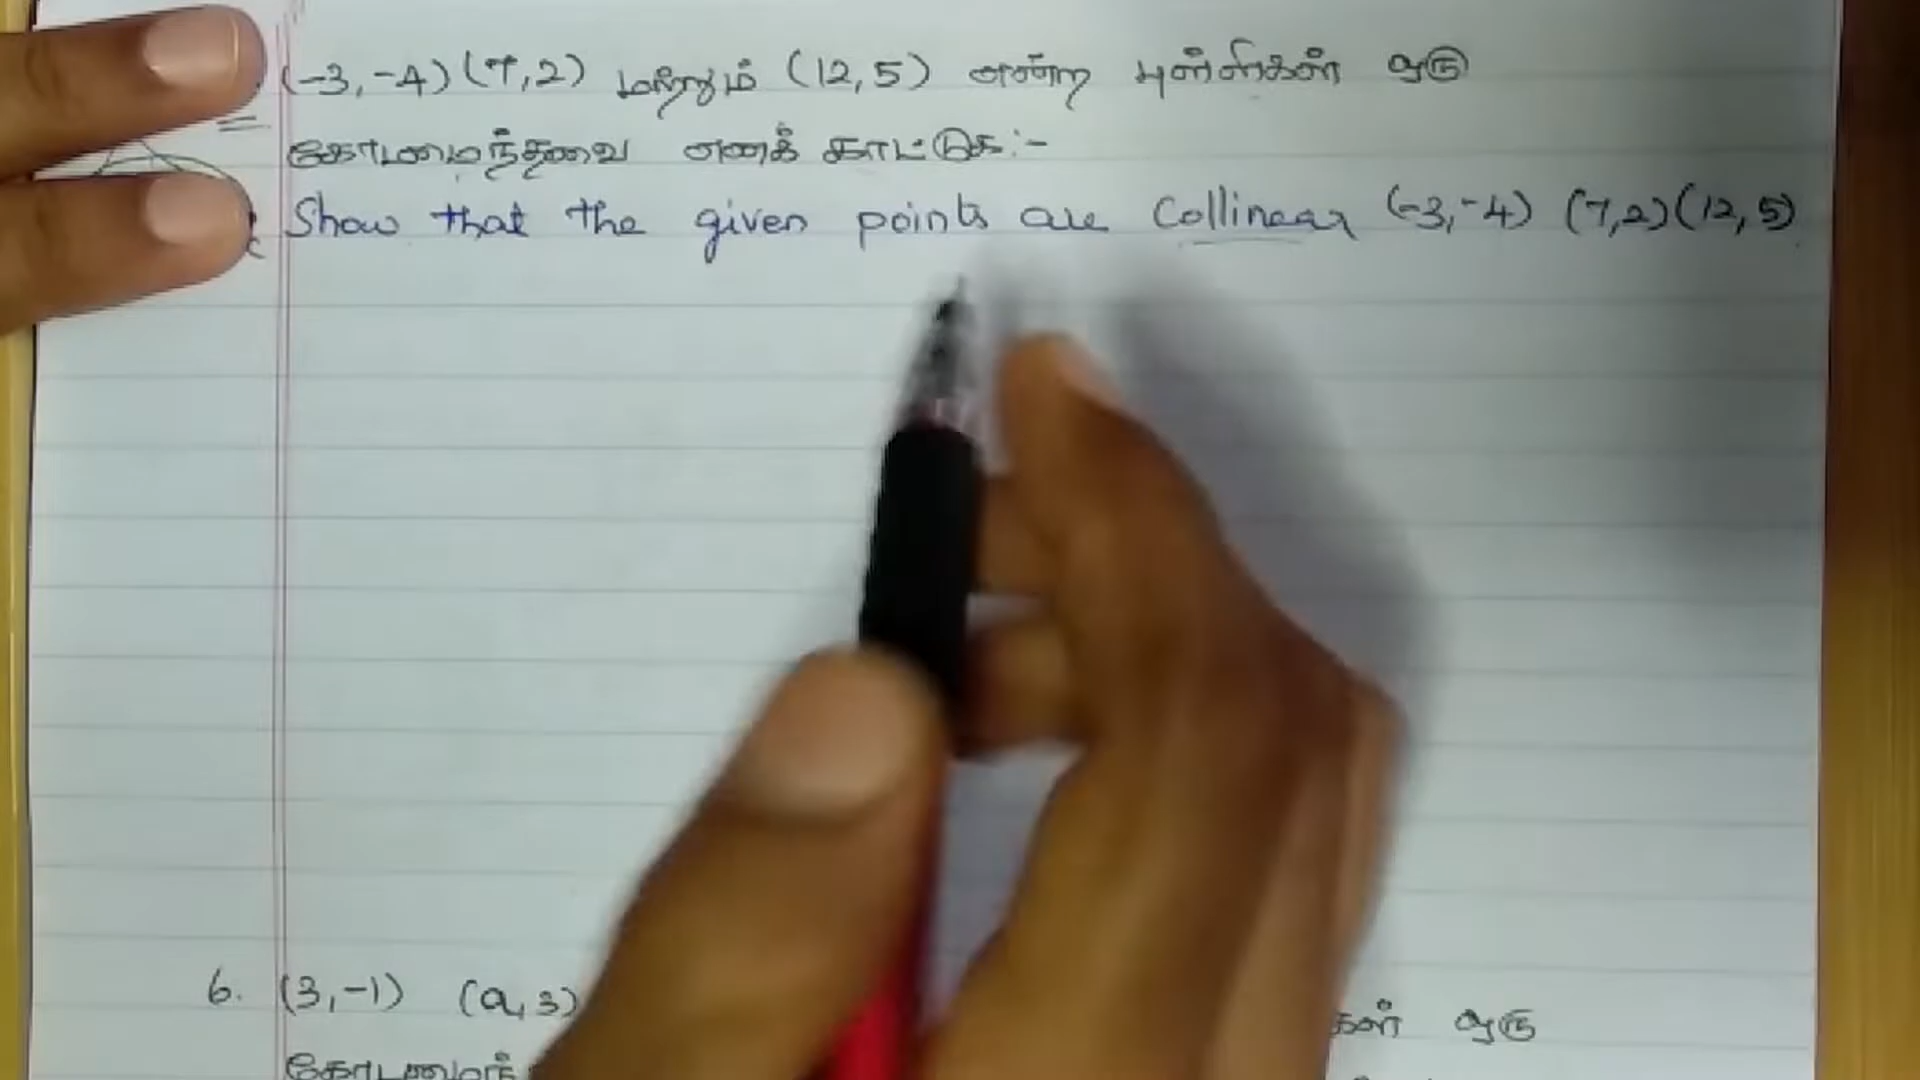 (-3,-4) (7,2) மற்றும் (12,5) என்ற புள்ளிகள் ஒரு
கோடமைந்தவை எனக் காட்டுக:-
Show that the given points are Collinear (-3,-4) (7,2) (12,5)
6. (3,-1) (a,3) ஒரு